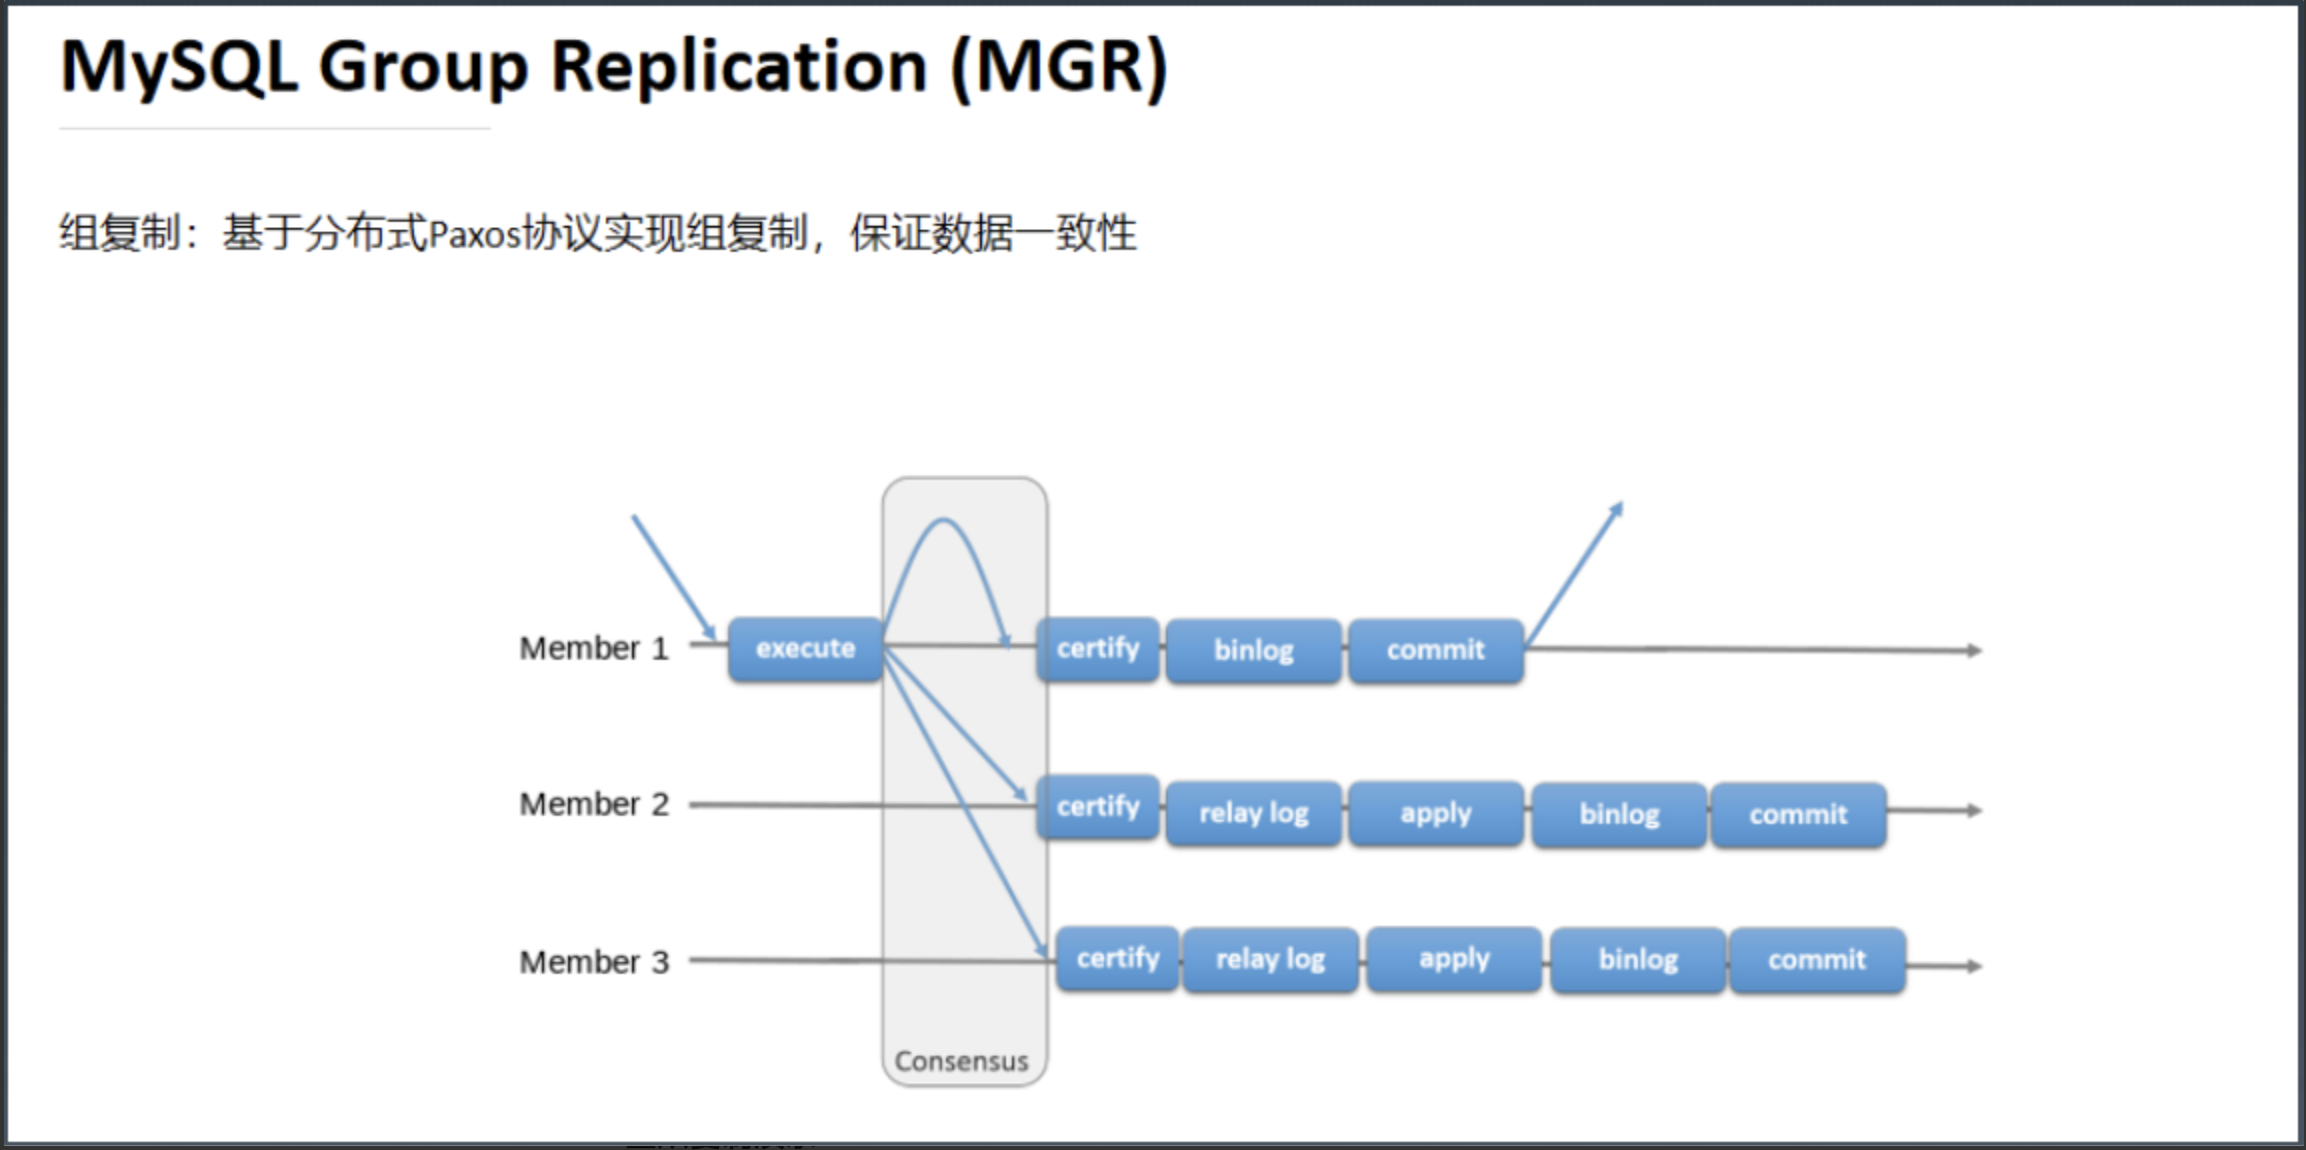 MySQL Group Replication (MGR)
组复制：基于分布式Paxos协议实现组复制，保证数据一致性
Member 1
execute
certify
binlog
commit
Member 2
certify
relay log
apply
binlog
commit
Member 3
certify
relay log
apply
binlog
commit
Consensus